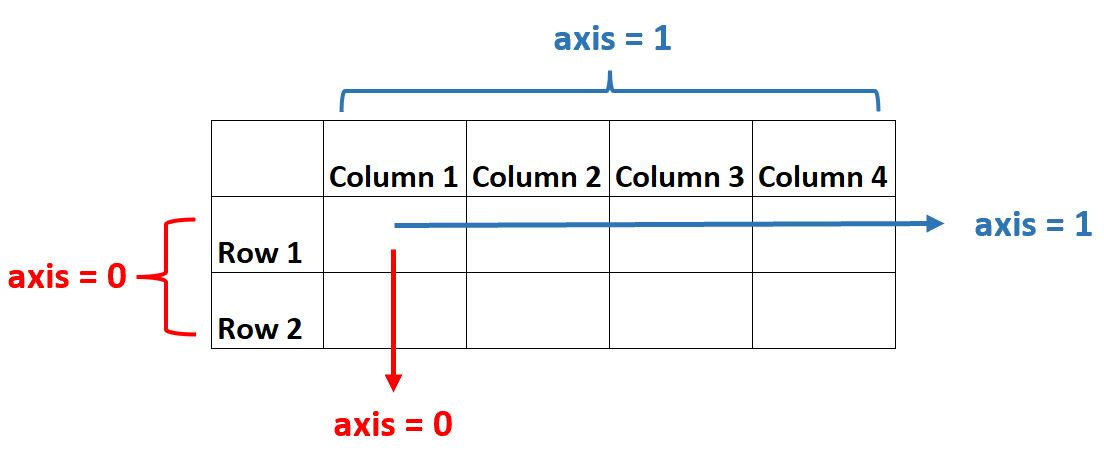 axis = 1
Column 1 Column 2 Column 3 Column 4
axis = 1
Row 1
axis = 0
Row 2
axis = 0